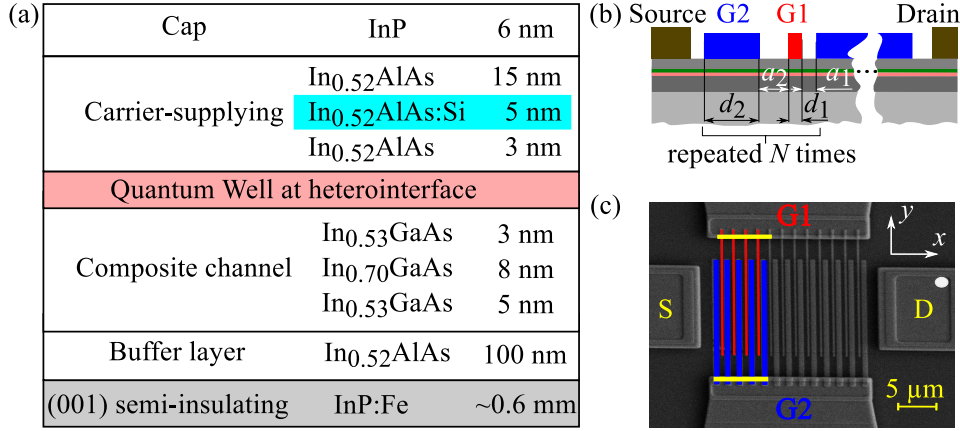 (a)
Cap InP 6 nm
In0.52AlAs 15 nm
Carrier-supplying In0.52AlAs:Si 5 nm
In0.52AlAs 3 nm
Quantum Well at heterointerface
In0.53GaAs 3 nm
Composite channel In0.70GaAs 8 nm
In0.53GaAs 5 nm
Buffer layer In0.52AlAs 100 nm
(001) semi-insulating InP:Fe ~0.6 mm
(b)
Source G2 G1 Drain
a2 a1
d2 d1
repeated N times
(c)
G1
y
x
S
D
5 µm
G2